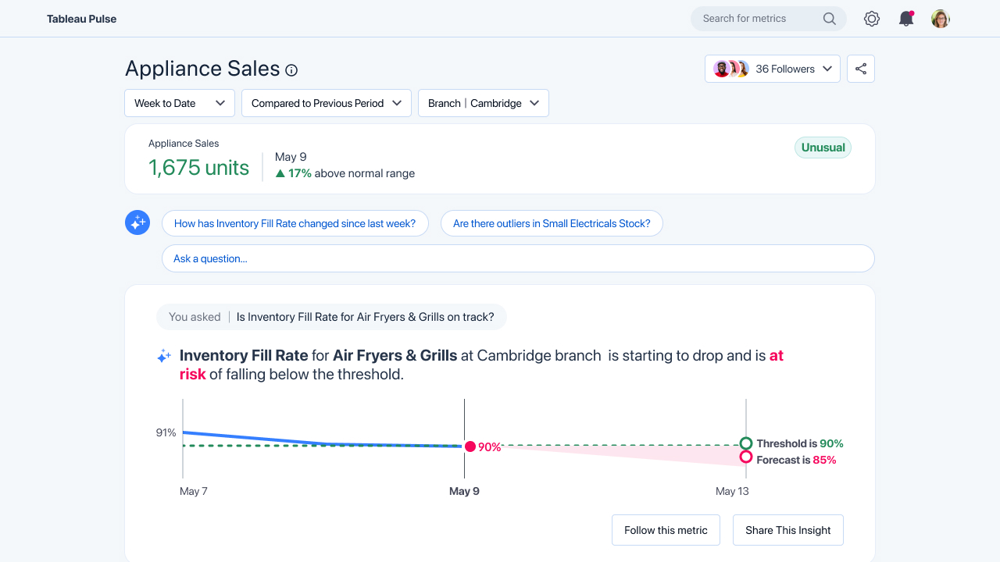 Tableau Pulse
Search for metrics
Appliance Sales
36 Followers
Week to Date
Compared to Previous Period
Branch | Cambridge
Appliance Sales
1,675 units
May 9
▲ 17% above normal range
Unusual
How has Inventory Fill Rate changed since last week?
Are there outliers in Small Electricals Stock?
Ask a question...
You asked | Is Inventory Fill Rate for Air Fryers & Grills on track?
Inventory Fill Rate for Air Fryers & Grills at Cambridge branch is starting to drop and is at
risk of falling below the threshold.
91%
90%
Threshold is 90%
Forecast is 85%
May 7
May 9
May 13
Follow this metric
Share This Insight